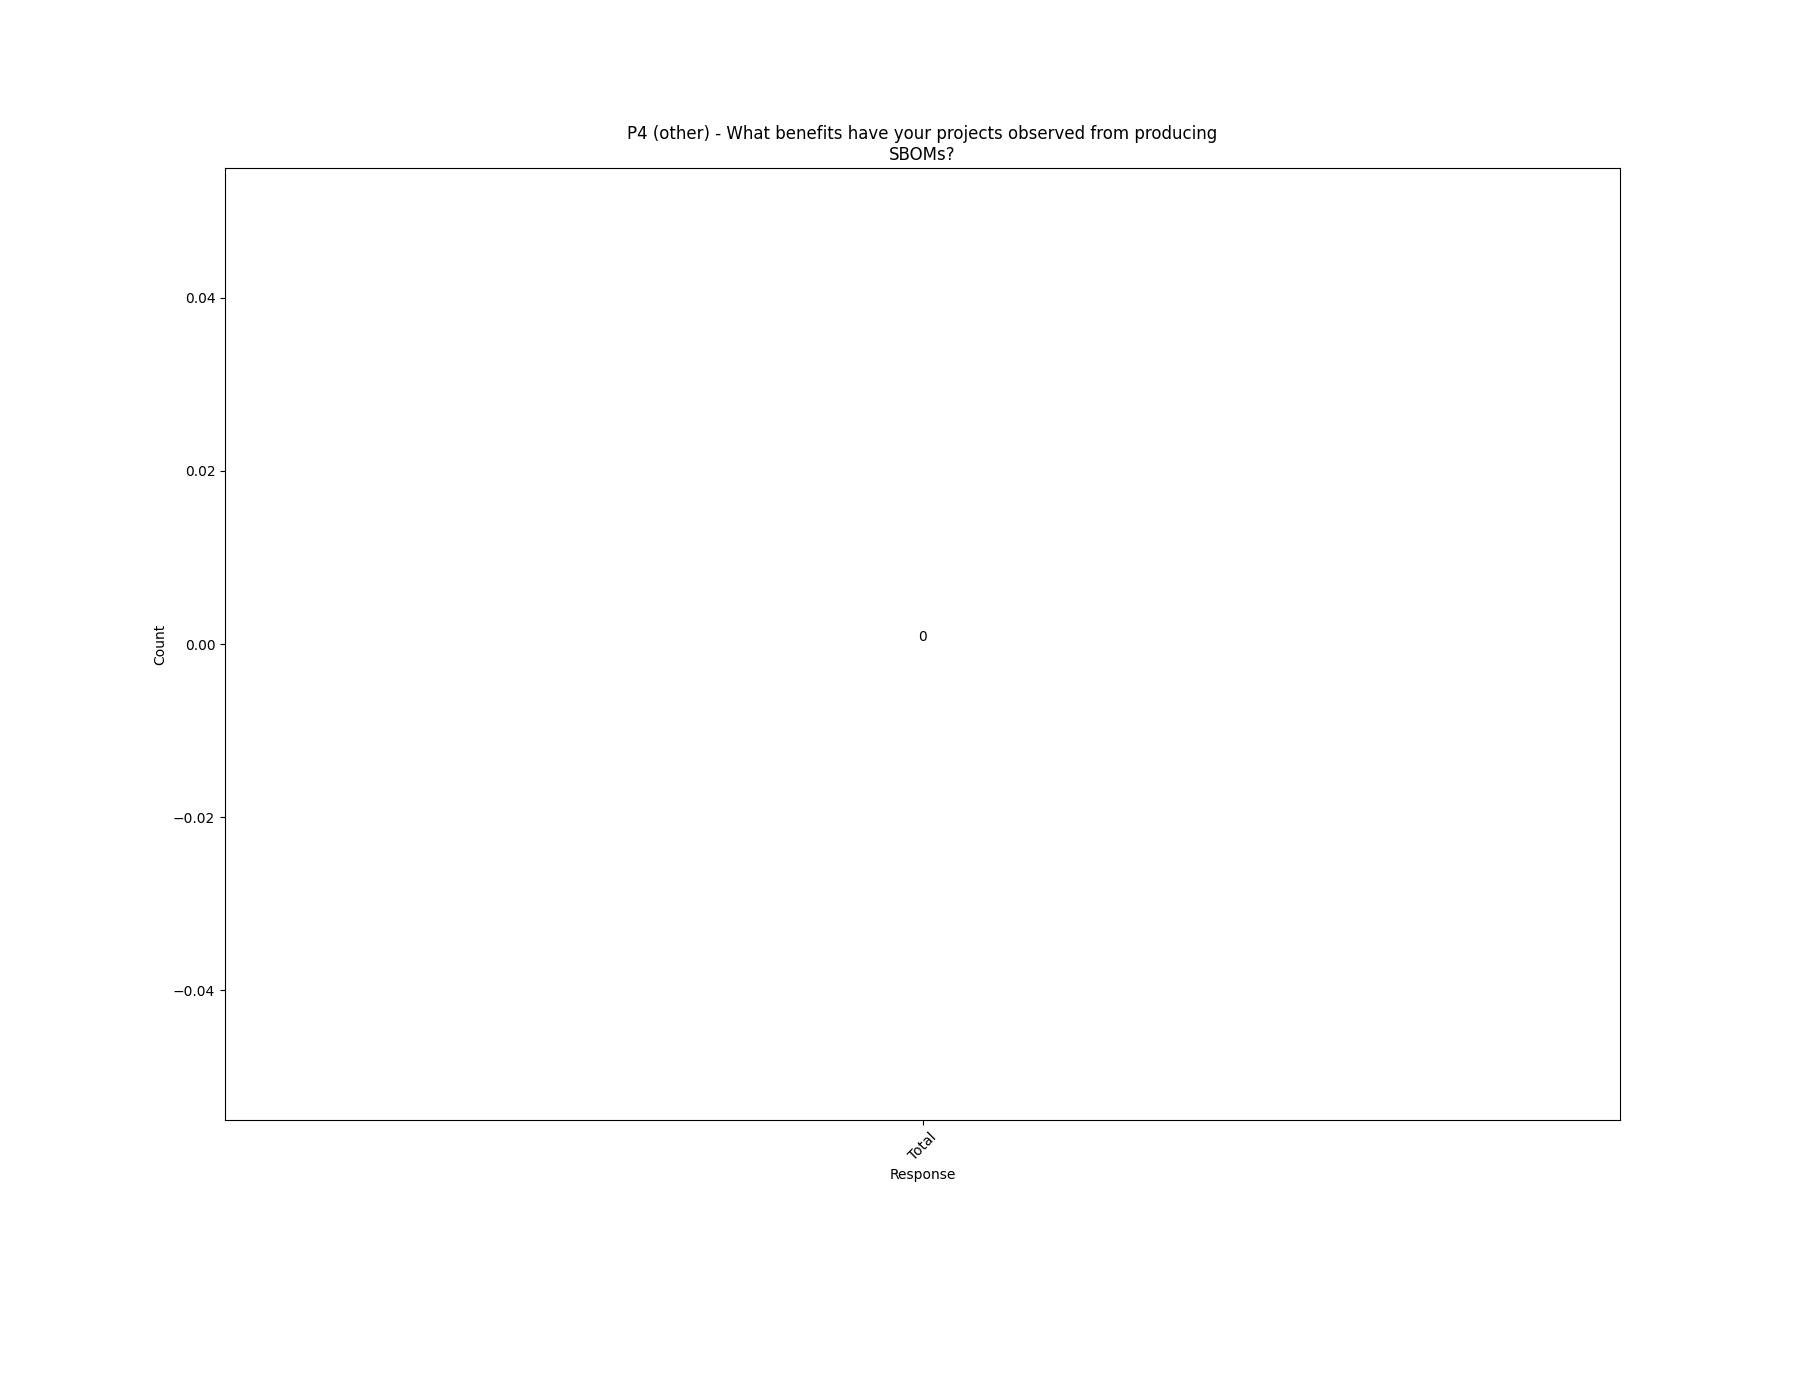 P4 (other) - What benefits have your projects observed from producing
SBOMs?
0.04
0.02
0.00
−0.02
−0.04
Count
0
Total
Response